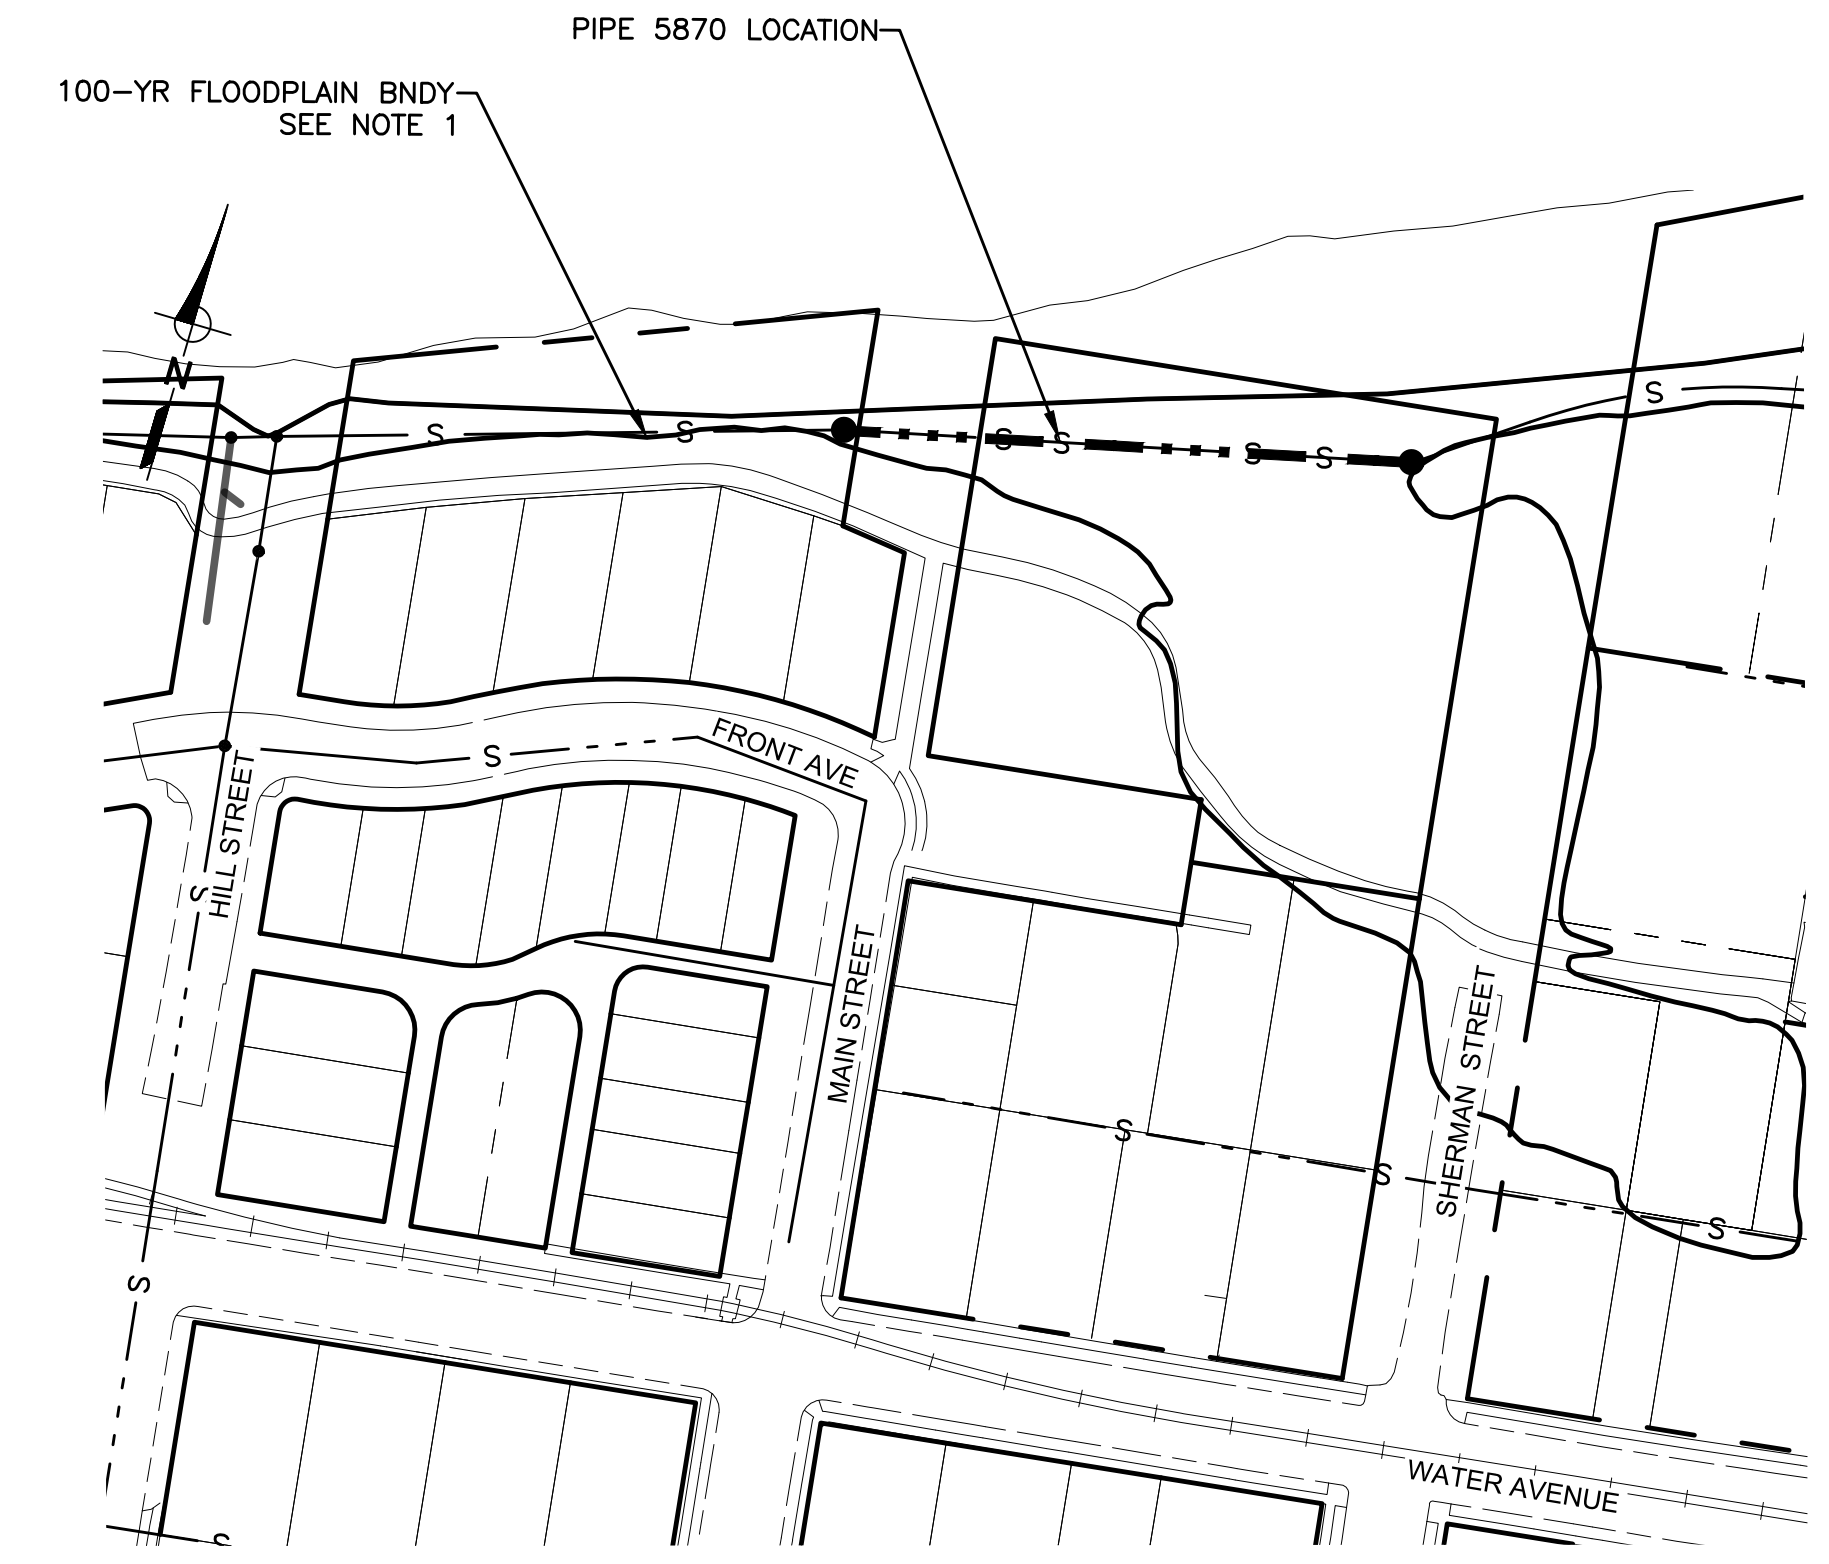 PIPE 5870 LOCATION
100-YR FLOODPLAIN BNDY
SEE NOTE 1
N
S
S
S
S
S
S
S
S
FRONT AVE
HILL STREET
S
MAIN STREET
SHERMAN STREET
S
S
S
S
WATER AVENUE
S